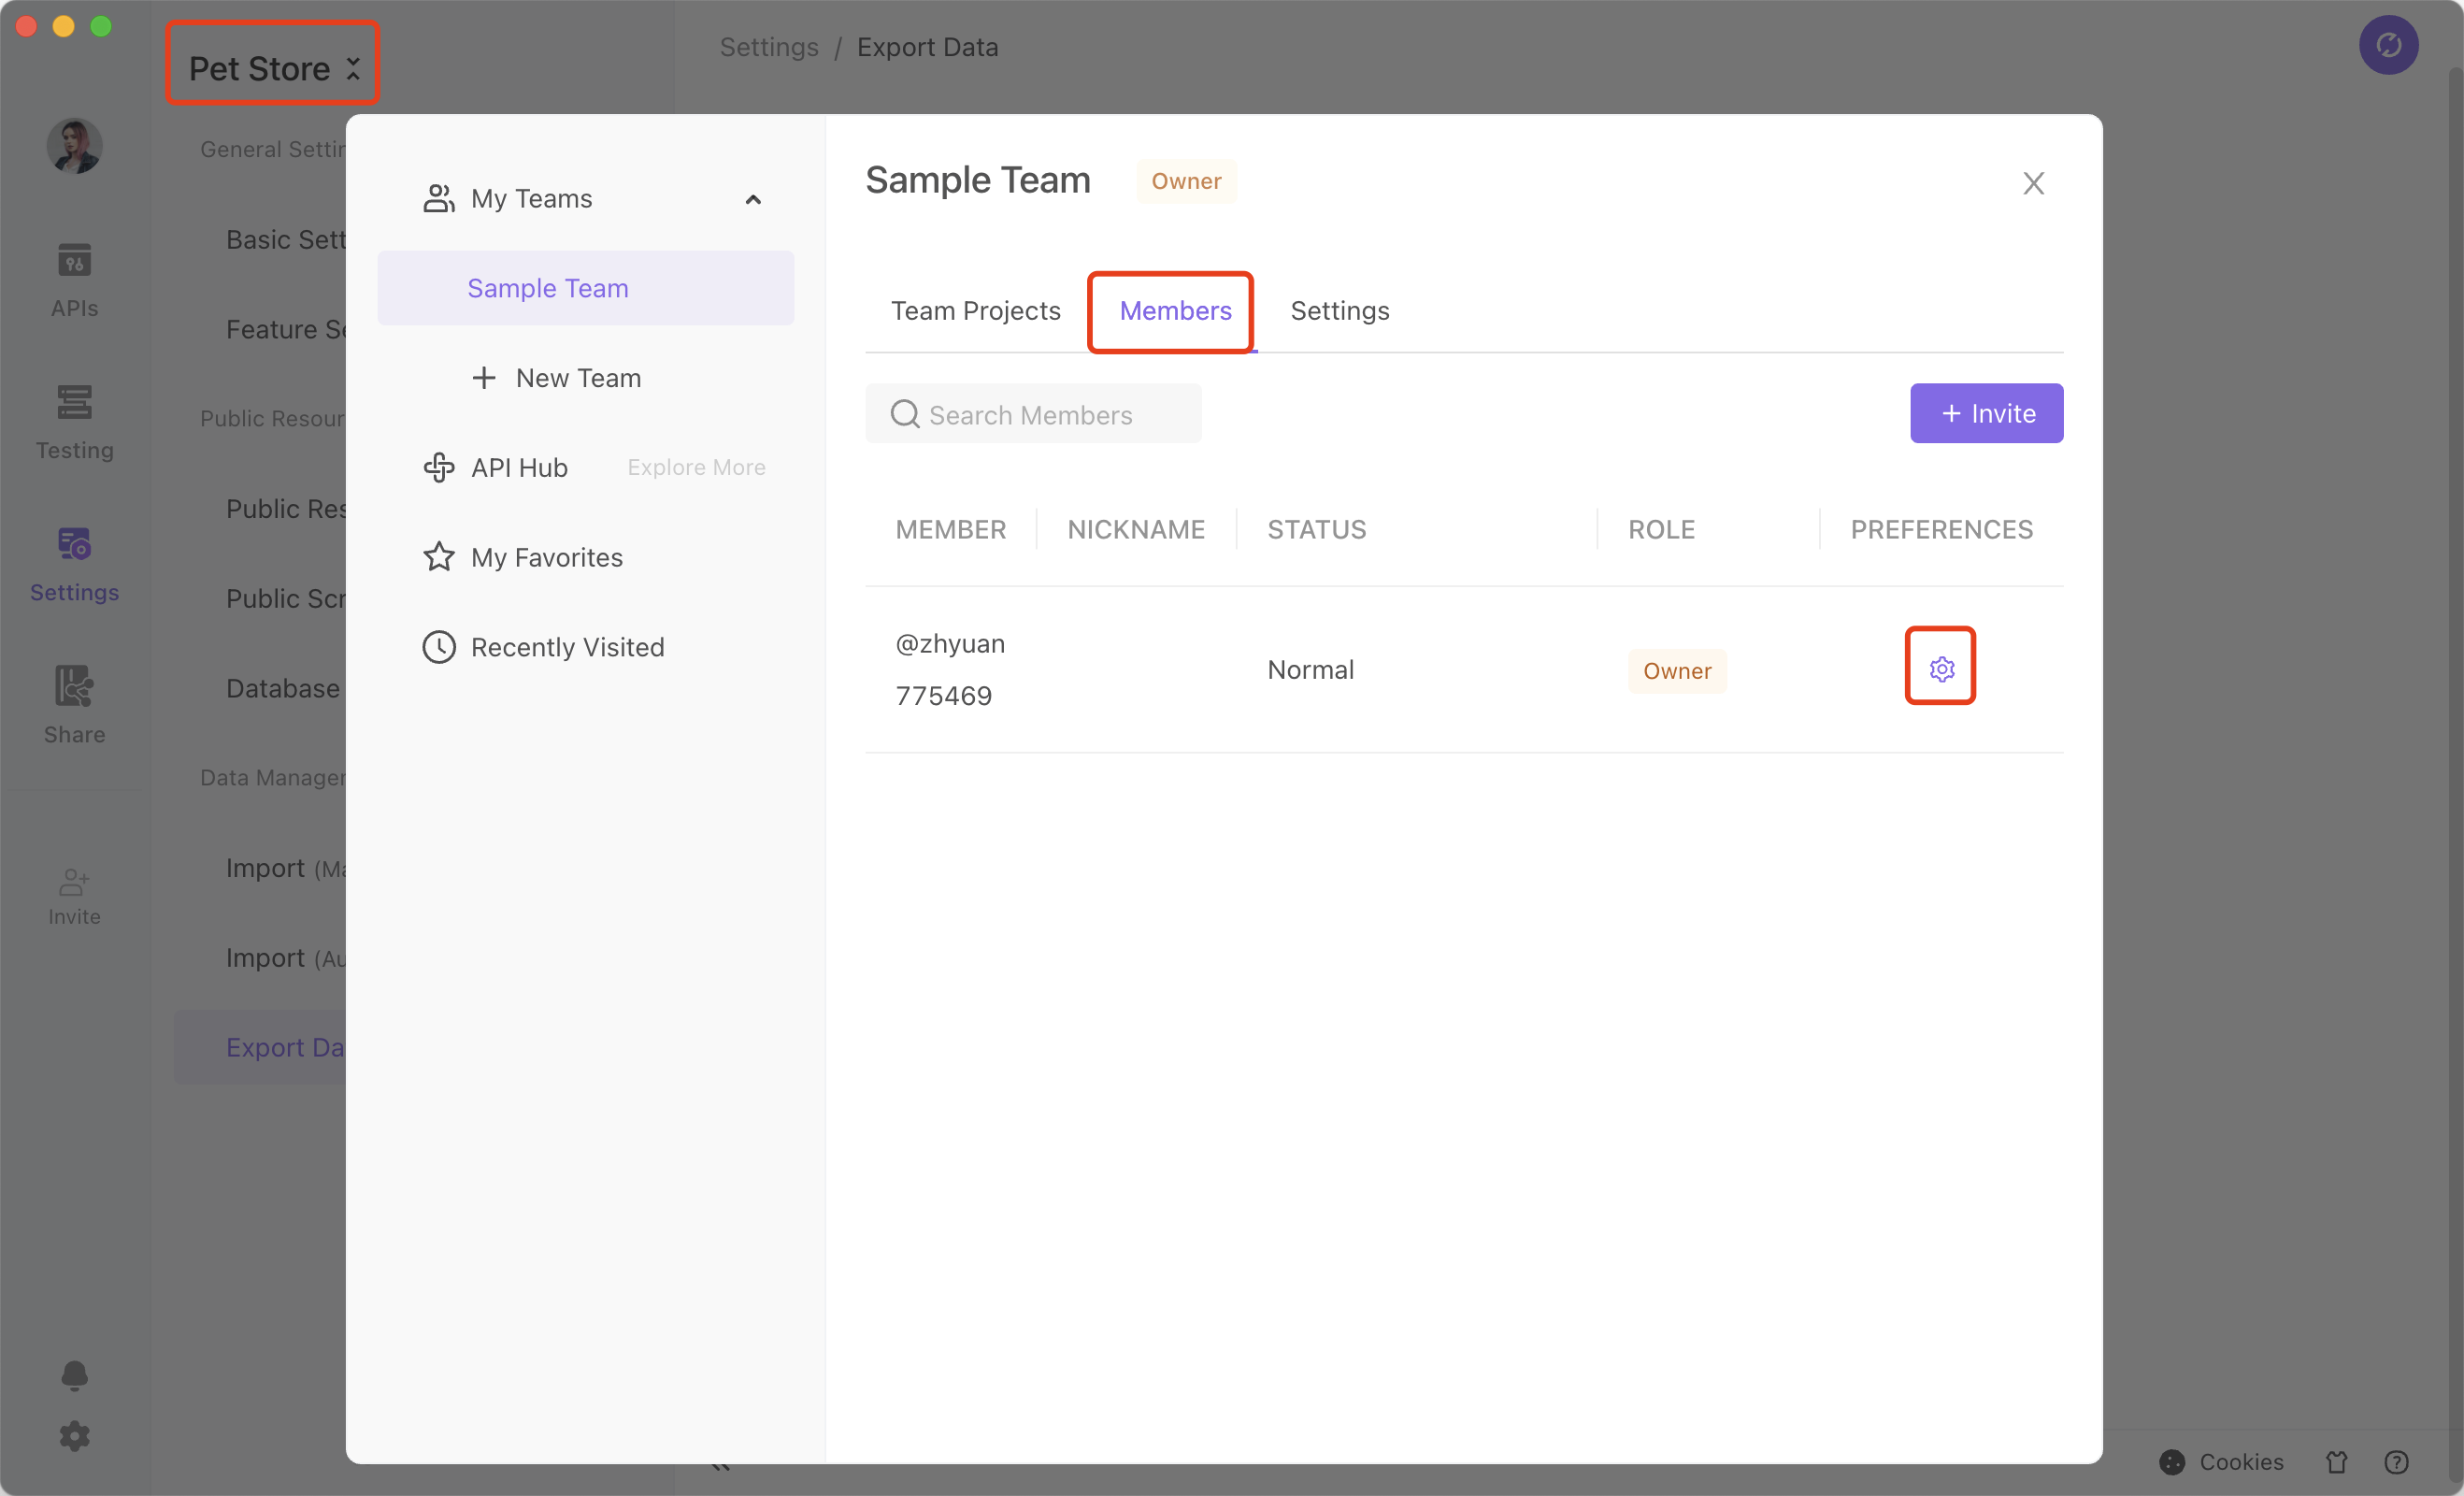 Pet Store
Settings / Export Data
General Settin
Basic Sett
Feature Se
Public Resour
Public Res
Public Scr
Database
Data Manager
Import (Ma
Import (Au
Export Da
APIs
Testing
Settings
Share
Invite
My Teams
Sample Team
New Team
API Hub Explore More
My Favorites
Recently Visited
Sample Team Owner
X
Team Projects Members Settings
Search Members
+ Invite
MEMBER NICKNAME STATUS ROLE PREFERENCES
@zhyuan
775469
Normal
Owner
Cookies